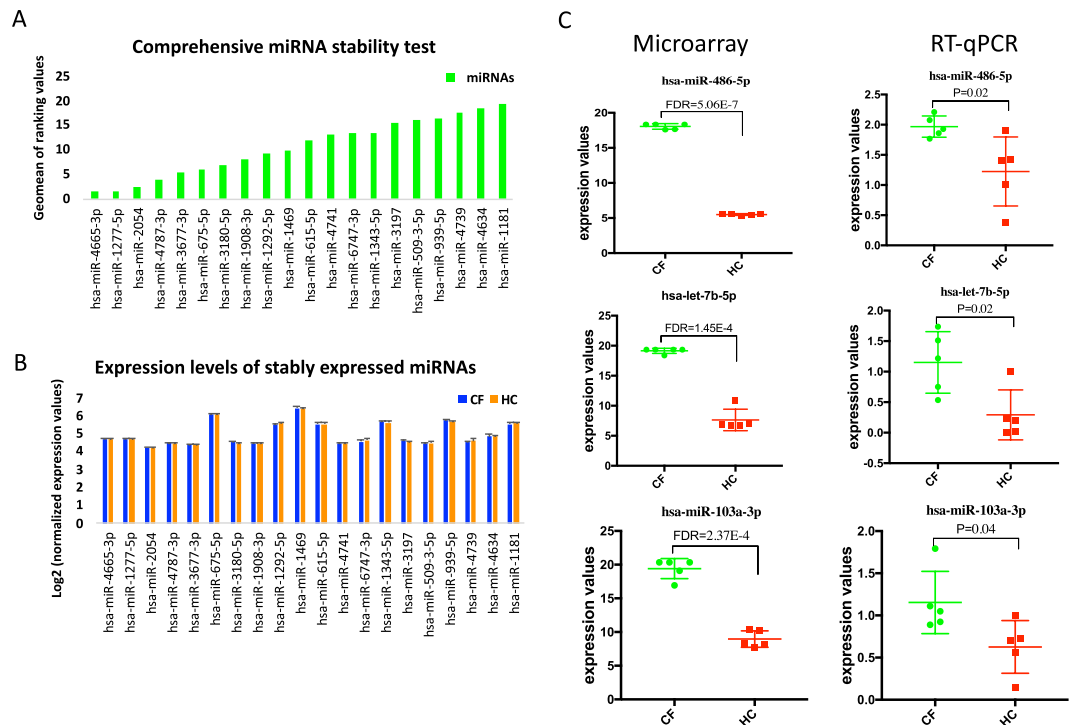 A
Comprehensive miRNA stability test
miRNAs
Geomean of ranking values
25
20
15
10
5
0
hsa-miR-4665-3p
hsa-miR-1277-5p
hsa-miR-2054
hsa-miR-4787-3p
hsa-miR-3677-3p
hsa-miR-675-5p
hsa-miR-3180-5p
hsa-miR-1908-3p
hsa-miR-1292-5p
hsa-miR-1469
hsa-miR-615-5p
hsa-miR-4741
hsa-miR-6747-3p
hsa-miR-1343-5p
hsa-miR-3197
hsa-miR-509-3-5p
hsa-miR-939-5p
hsa-miR-4739
hsa-miR-4634
hsa-miR-1181
B
Expression levels of stably expressed miRNAs
CF HC
Log2 (normalized expression values)
7
6
5
4
3
2
1
0
hsa-miR-4665-3p
hsa-miR-1277-5p
hsa-miR-2054
hsa-miR-4787-3p
hsa-miR-3677-3p
hsa-miR-675-5p
hsa-miR-3180-5p
hsa-miR-1908-3p
hsa-miR-1292-5p
hsa-miR-1469
hsa-miR-615-5p
hsa-miR-4741
hsa-miR-6747-3p
hsa-miR-1343-5p
hsa-miR-3197
hsa-miR-509-3-5p
hsa-miR-939-5p
hsa-miR-4739
hsa-miR-4634
hsa-miR-1181
C
Microarray
RT-qPCR
hsa-miR-486-5p
FDR=5.06E-7
expression values
20
15
10
5
0
CF
HC
hsa-miR-486-5p
P=0.02
expression values
2.5
2.0
1.5
1.0
0.5
0.0
CF
HC
hsa-let-7b-5p
FDR=1.45E-4
expression values
25
20
15
10
5
0
CF
HC
hsa-let-7b-5p
P=0.02
expression values
2.0
1.5
1.0
0.5
0.0
-0.5
CF
HC
hsa-miR-103a-3p
FDR=2.37E-4
expression values
25
20
15
10
5
0
CF
HC
hsa-miR-103a-3p
P=0.04
expression values
2.0
1.5
1.0
0.5
0.0
CF
HC